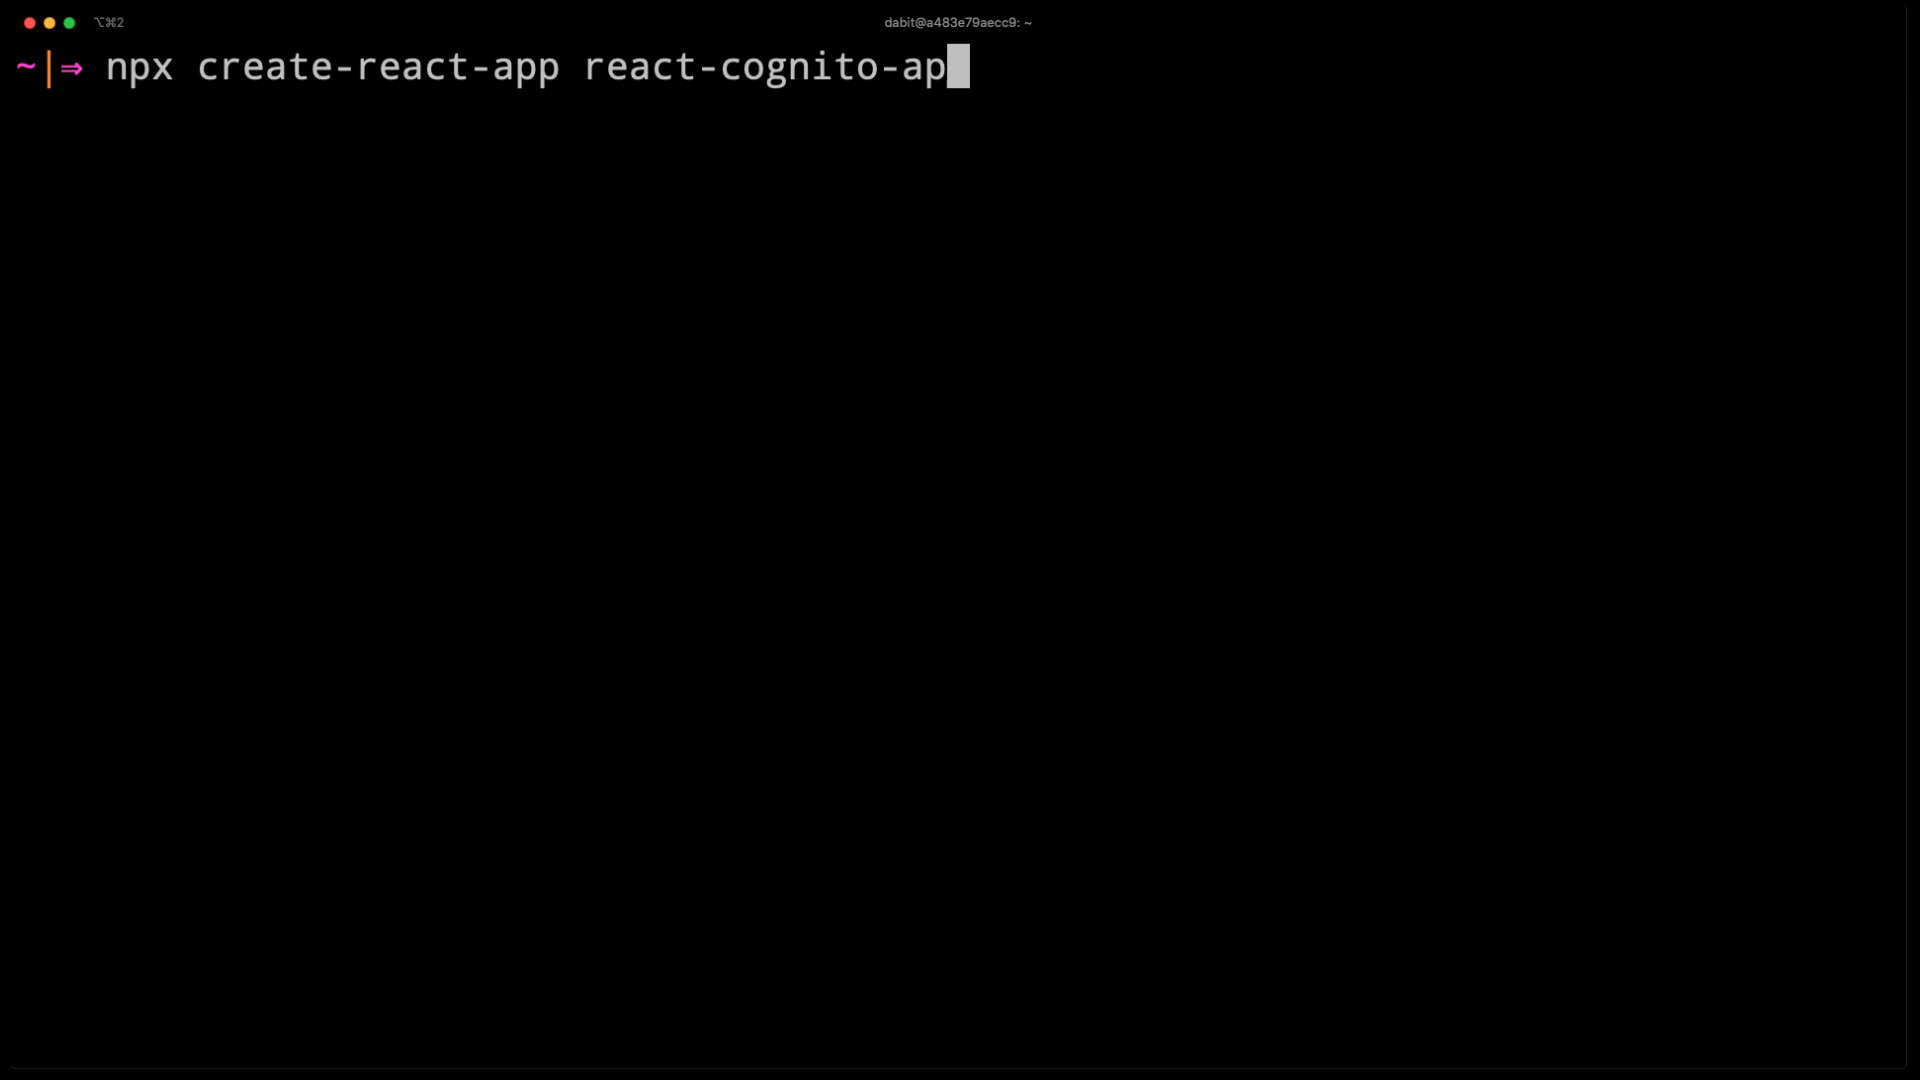 ⌥⌘2
dabit@a483e79aecc9: ~
~|⇒ npx create-react-app react-cognito-ap